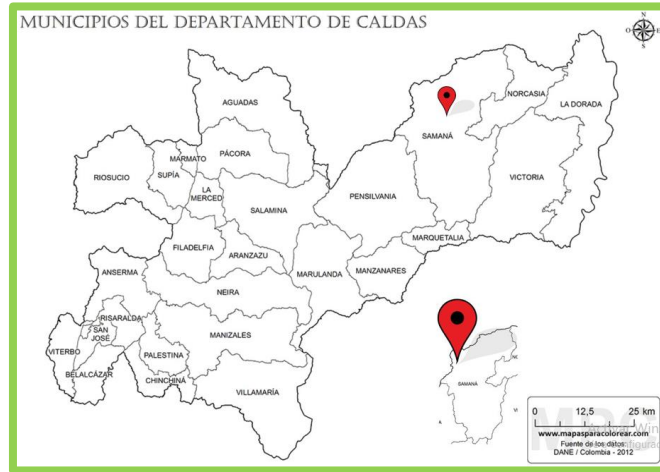 MUNICIPIOS DEL DEPARTAMENTO DE CALDAS
N
O E
S
AGUADAS
NORCASIA
LA DORADA
SAMANÁ
MARMATO
PÁCORA
RIOSUCIO
SUPÍA
LA
MERCED
VICTORIA
PENSILVANIA
SALAMINA
FILADELFIA
ARANZAZU
MARQUETALIA
MARULANDA
MANZANARES
ANSERMA
NEIRA
RISARALDA
SAN
JOSÉ
MANIZALES
VITERBO
PALESTINA
BELALCÁZAR
CHINCHINÁ
VILLAMARÍA
SAMANÁ
0 12,5 25 km
www.mapasparacolorear.com
Fuente de los datos:
DANE / Colombia - 2012